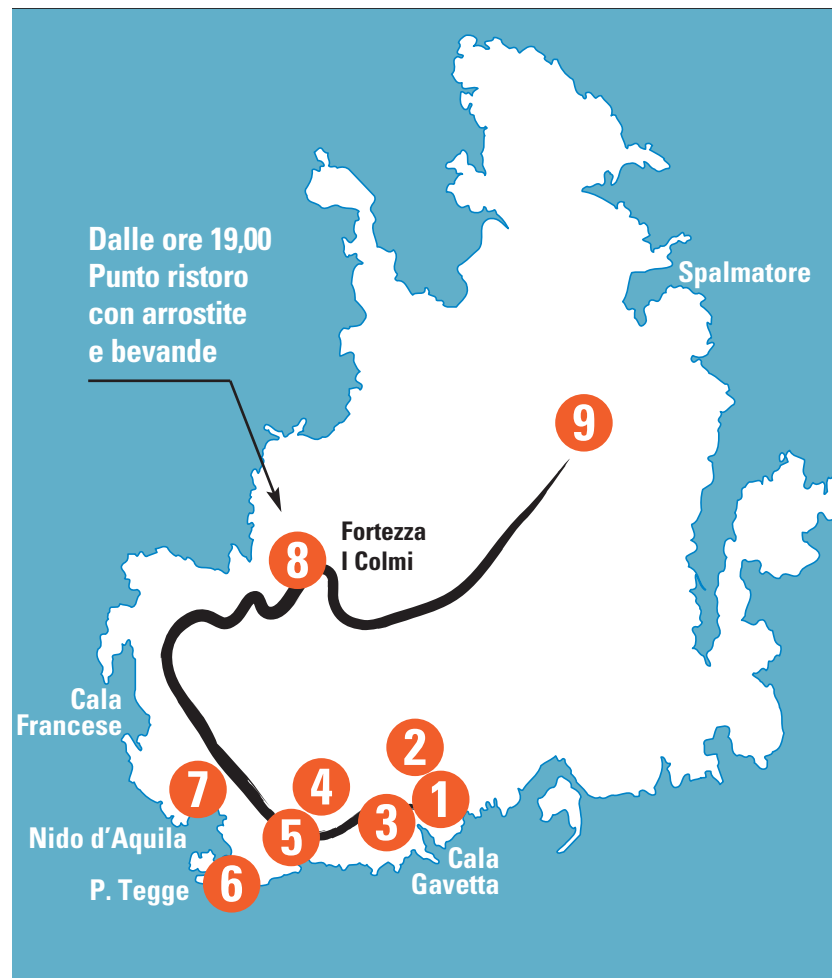 Dalle ore 19,00
Punto ristoro
con arrostite
e bevande
Spalmatore
9
Fortezza
I Colmi
8
Cala
Francese
2
7
4
1
3
5
Nido d'Aquila
Cala
Gavetta
P. Tegge
6